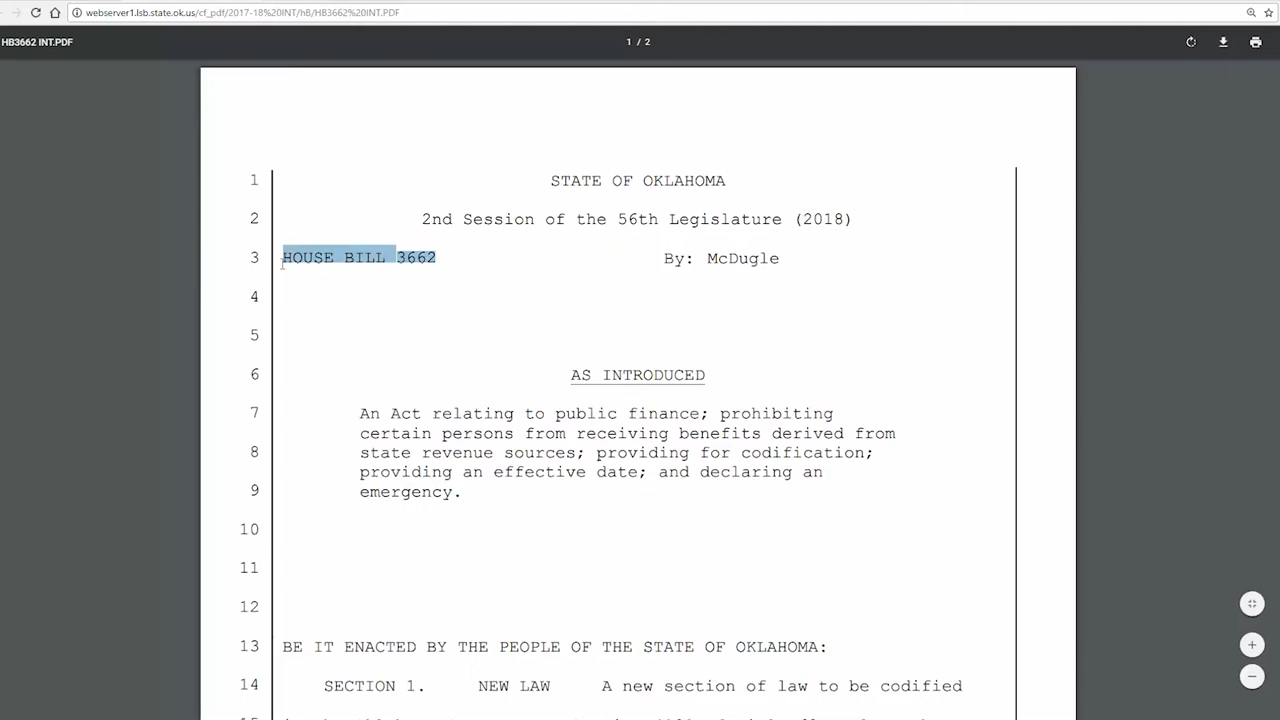 webserver1.lsb.state.ok.us/cf_pdf/2017-18%20INT/hB/HB3662%20INT.PDF
HB3662 INT.PDF
1 / 2
1 STATE OF OKLAHOMA
2 2nd Session of the 56th Legislature (2018)
3 HOUSE BILL 3662 By: McDugle
4
5
6 AS INTRODUCED
7 An Act relating to public finance; prohibiting
certain persons from receiving benefits derived from
8 state revenue sources; providing for codification;
providing an effective date; and declaring an
9 emergency.
10
11
12
13 BE IT ENACTED BY THE PEOPLE OF THE STATE OF OKLAHOMA:
14 SECTION 1. NEW LAW A new section of law to be codified